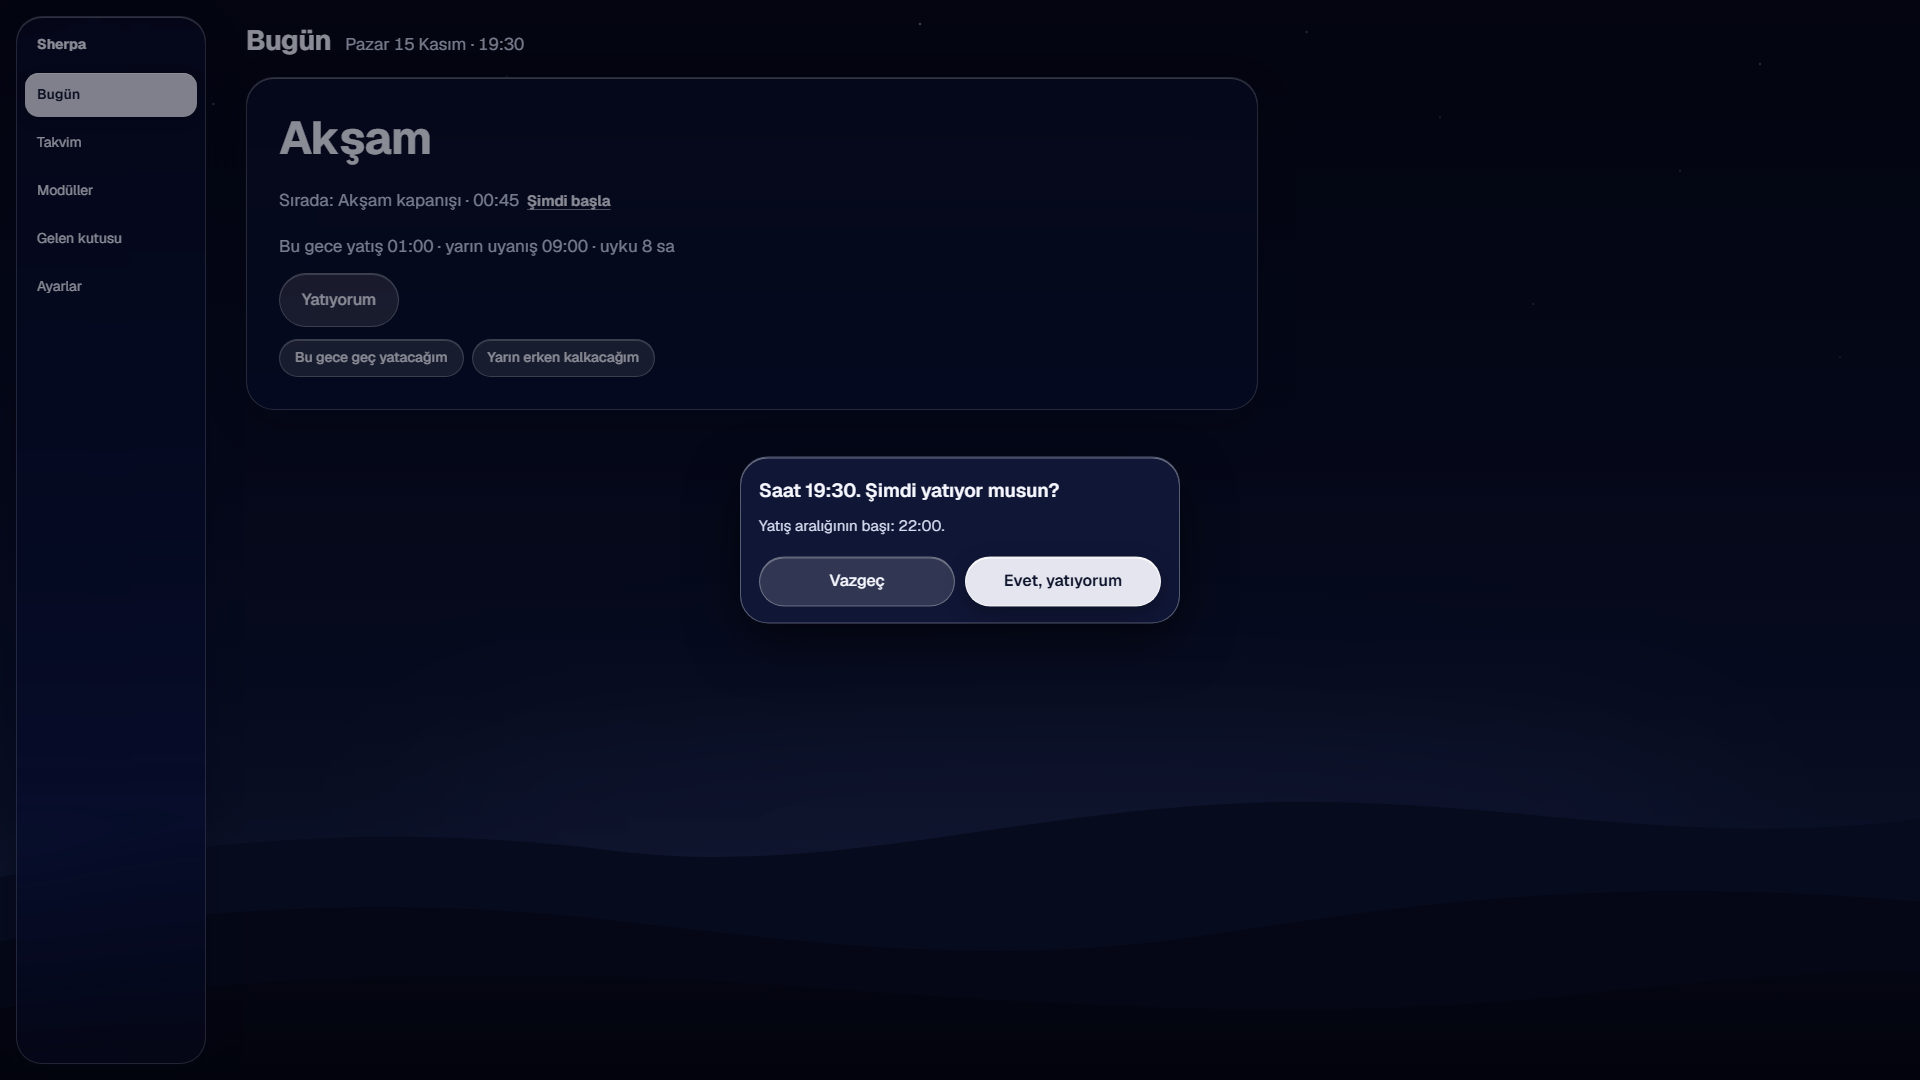 Sherpa
Bugün
Takvim
Modüller
Gelen kutusu
Ayarlar
Bugün Pazar 15 Kasım · 19:30
Akşam
Sırada: Akşam kapanışı · 00:45 Şimdi başla
Bu gece yatış 01:00 · yarın uyanış 09:00 · uyku 8 sa
Yatıyorum
Bu gece geç yatacağım Yarın erken kalkacağım
Saat 19:30. Şimdi yatıyor musun?
Yatış aralığının başı: 22:00.
Vazgeç Evet, yatıyorum